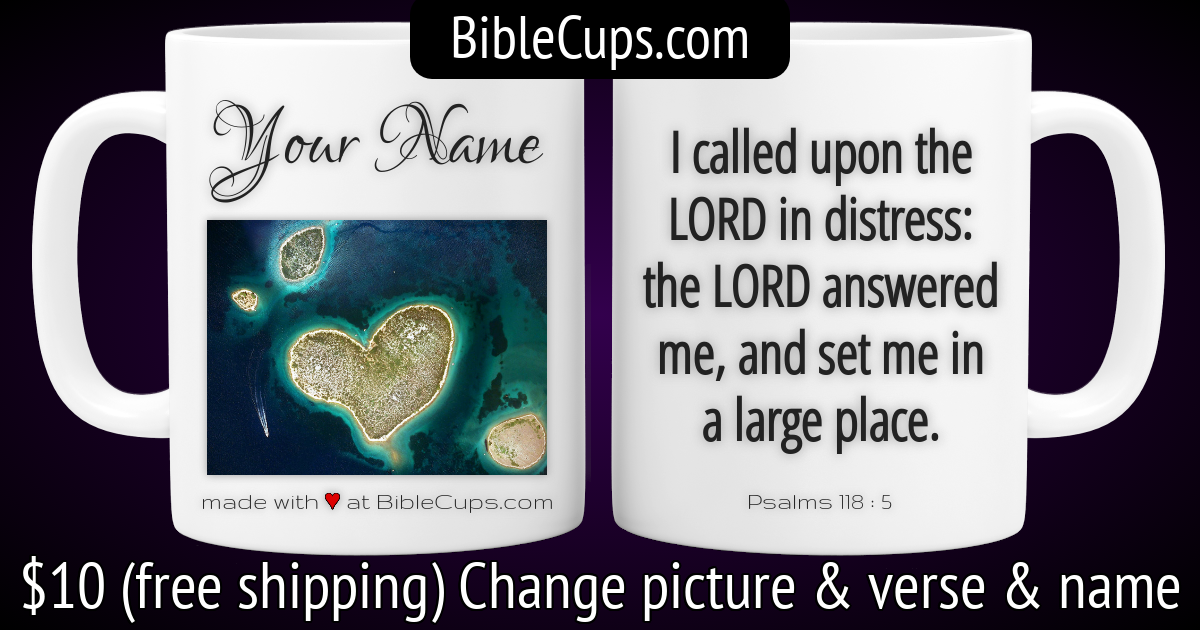 BibleCups.com
Your Name
made with ♥ at BibleCups.com
I called upon the
LORD in distress:
the LORD answered
me, and set me in
a large place.
Psalms 118 : 5
$10 (free shipping) Change picture & verse & name